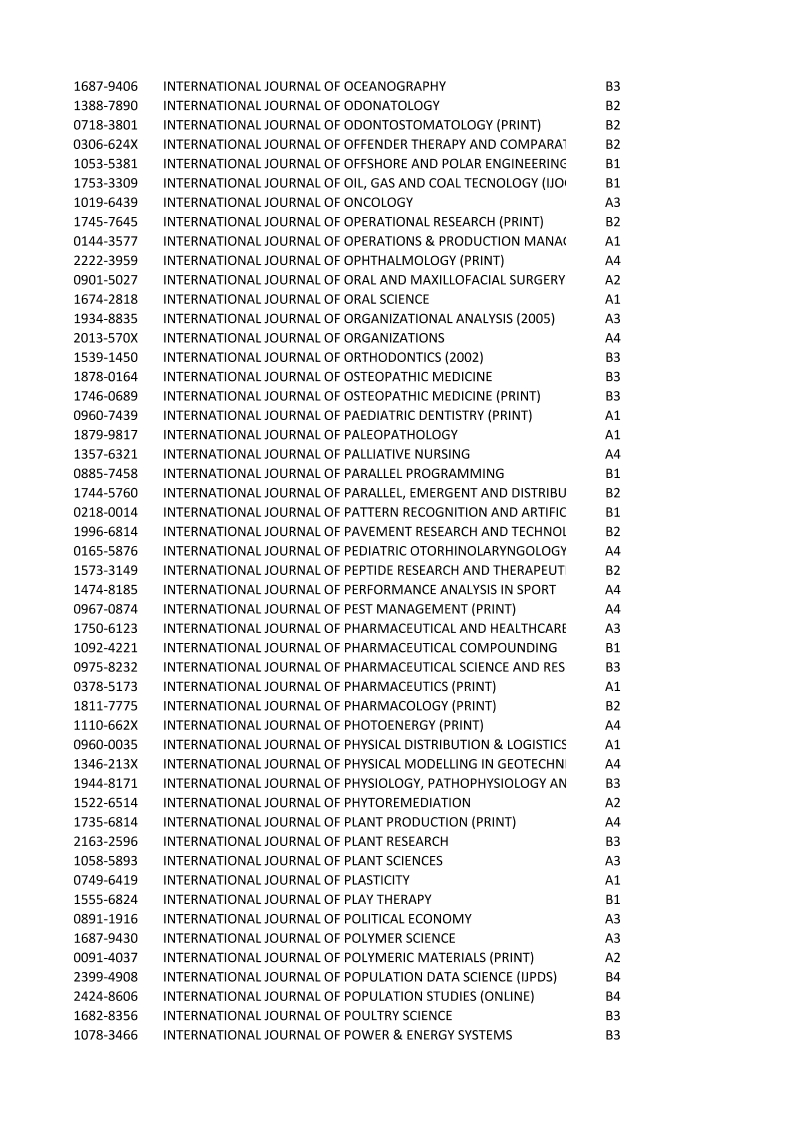 1687-9406 INTERNATIONAL JOURNAL OF OCEANOGRAPHY B3
1388-7890 INTERNATIONAL JOURNAL OF ODONATOLOGY B2
0718-3801 INTERNATIONAL JOURNAL OF ODONTOSTOMATOLOGY (PRINT) B2
0306-624X INTERNATIONAL JOURNAL OF OFFENDER THERAPY AND COMPARAT B2
1053-5381 INTERNATIONAL JOURNAL OF OFFSHORE AND POLAR ENGINEERING B1
1753-3309 INTERNATIONAL JOURNAL OF OIL, GAS AND COAL TECNOLOGY (IJO B1
1019-6439 INTERNATIONAL JOURNAL OF ONCOLOGY A3
1745-7645 INTERNATIONAL JOURNAL OF OPERATIONAL RESEARCH (PRINT) B2
0144-3577 INTERNATIONAL JOURNAL OF OPERATIONS & PRODUCTION MANA A1
2222-3959 INTERNATIONAL JOURNAL OF OPHTHALMOLOGY (PRINT) A4
0901-5027 INTERNATIONAL JOURNAL OF ORAL AND MAXILLOFACIAL SURGERY A2
1674-2818 INTERNATIONAL JOURNAL OF ORAL SCIENCE A1
1934-8835 INTERNATIONAL JOURNAL OF ORGANIZATIONAL ANALYSIS (2005) A3
2013-570X INTERNATIONAL JOURNAL OF ORGANIZATIONS A4
1539-1450 INTERNATIONAL JOURNAL OF ORTHODONTICS (2002) B3
1878-0164 INTERNATIONAL JOURNAL OF OSTEOPATHIC MEDICINE B3
1746-0689 INTERNATIONAL JOURNAL OF OSTEOPATHIC MEDICINE (PRINT) B3
0960-7439 INTERNATIONAL JOURNAL OF PAEDIATRIC DENTISTRY (PRINT) A1
1879-9817 INTERNATIONAL JOURNAL OF PALEOPATHOLOGY A1
1357-6321 INTERNATIONAL JOURNAL OF PALLIATIVE NURSING A4
0885-7458 INTERNATIONAL JOURNAL OF PARALLEL PROGRAMMING B1
1744-5760 INTERNATIONAL JOURNAL OF PARALLEL, EMERGENT AND DISTRIBU B2
0218-0014 INTERNATIONAL JOURNAL OF PATTERN RECOGNITION AND ARTIFIC B1
1996-6814 INTERNATIONAL JOURNAL OF PAVEMENT RESEARCH AND TECHNOL B2
0165-5876 INTERNATIONAL JOURNAL OF PEDIATRIC OTORHINOLARYNGOLOGY A4
1573-3149 INTERNATIONAL JOURNAL OF PEPTIDE RESEARCH AND THERAPEUT B2
1474-8185 INTERNATIONAL JOURNAL OF PERFORMANCE ANALYSIS IN SPORT A4
0967-0874 INTERNATIONAL JOURNAL OF PEST MANAGEMENT (PRINT) A4
1750-6123 INTERNATIONAL JOURNAL OF PHARMACEUTICAL AND HEALTHCARE A3
1092-4221 INTERNATIONAL JOURNAL OF PHARMACEUTICAL COMPOUNDING B1
0975-8232 INTERNATIONAL JOURNAL OF PHARMACEUTICAL SCIENCE AND RES B3
0378-5173 INTERNATIONAL JOURNAL OF PHARMACEUTICS (PRINT) A1
1811-7775 INTERNATIONAL JOURNAL OF PHARMACOLOGY (PRINT) B2
1110-662X INTERNATIONAL JOURNAL OF PHOTOENERGY (PRINT) A4
0960-0035 INTERNATIONAL JOURNAL OF PHYSICAL DISTRIBUTION & LOGISTICS A1
1346-213X INTERNATIONAL JOURNAL OF PHYSICAL MODELLING IN GEOTECHNI A4
1944-8171 INTERNATIONAL JOURNAL OF PHYSIOLOGY, PATHOPHYSIOLOGY AN B3
1522-6514 INTERNATIONAL JOURNAL OF PHYTOREMEDIATION A2
1735-6814 INTERNATIONAL JOURNAL OF PLANT PRODUCTION (PRINT) A4
2163-2596 INTERNATIONAL JOURNAL OF PLANT RESEARCH B3
1058-5893 INTERNATIONAL JOURNAL OF PLANT SCIENCES A3
0749-6419 INTERNATIONAL JOURNAL OF PLASTICITY A1
1555-6824 INTERNATIONAL JOURNAL OF PLAY THERAPY B1
0891-1916 INTERNATIONAL JOURNAL OF POLITICAL ECONOMY A3
1687-9430 INTERNATIONAL JOURNAL OF POLYMER SCIENCE A3
0091-4037 INTERNATIONAL JOURNAL OF POLYMERIC MATERIALS (PRINT) A2
2399-4908 INTERNATIONAL JOURNAL OF POPULATION DATA SCIENCE (IJPDS) B4
2424-8606 INTERNATIONAL JOURNAL OF POPULATION STUDIES (ONLINE) B4
1682-8356 INTERNATIONAL JOURNAL OF POULTRY SCIENCE B3
1078-3466 INTERNATIONAL JOURNAL OF POWER & ENERGY SYSTEMS B3